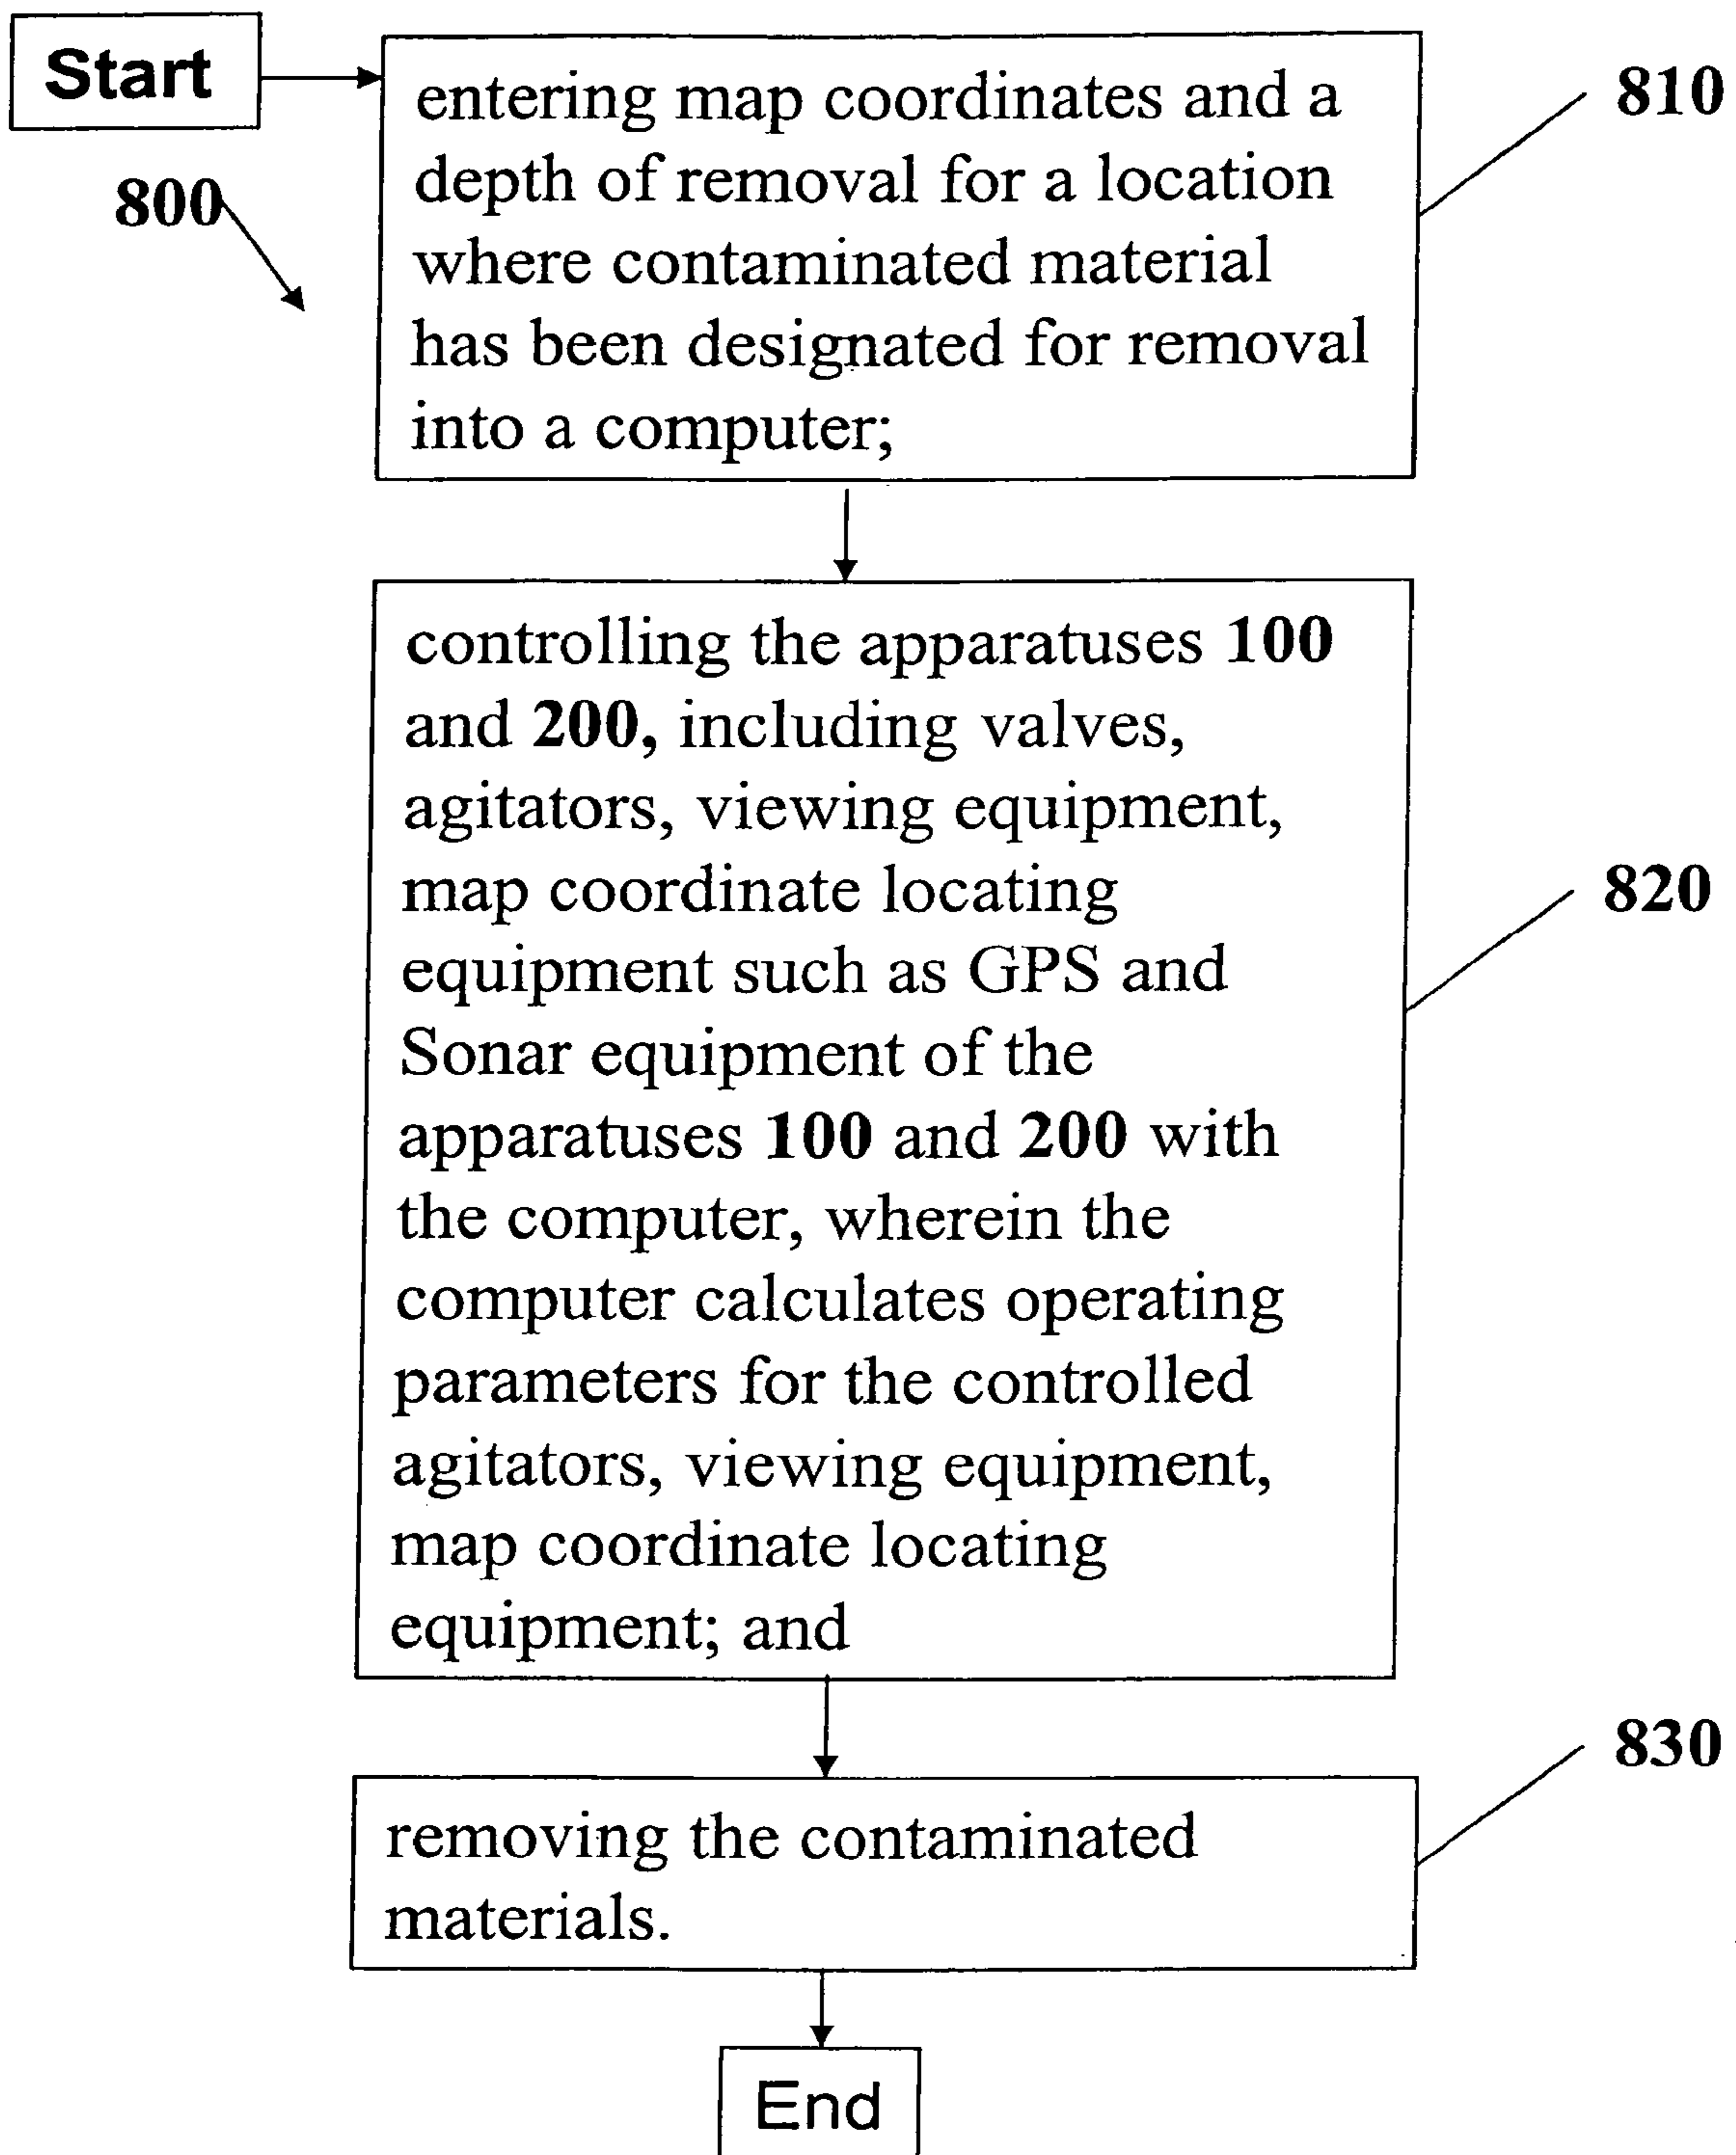 Start
800
entering map coordinates and a
depth of removal for a location
where contaminated material
has been designated for removal
into a computer;
810
controlling the apparatuses 100
and 200, including valves,
agitators, viewing equipment,
map coordinate locating
equipment such as GPS and
Sonar equipment of the
apparatuses 100 and 200 with
the computer, wherein the
computer calculates operating
parameters for the controlled
agitators, viewing equipment,
map coordinate locating
equipment; and
820
removing the contaminated
materials.
830
End